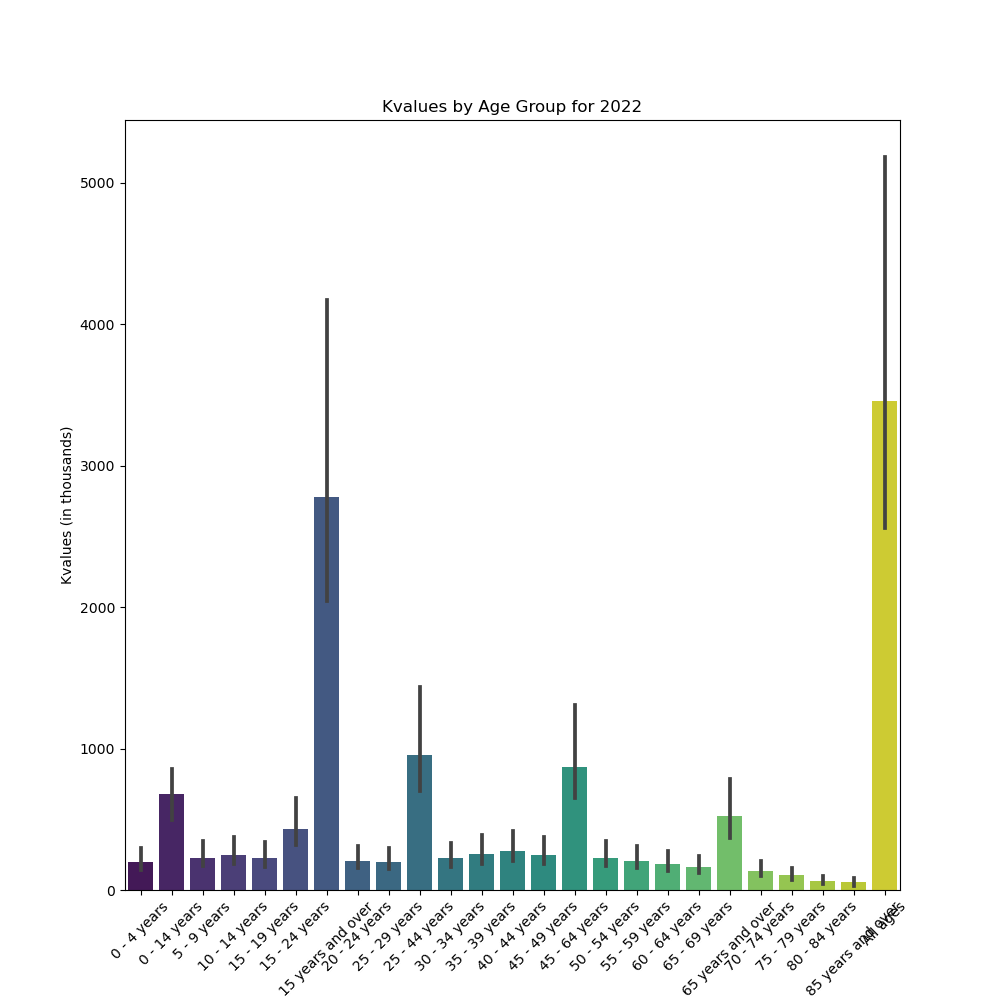 Kvalues by Age Group for 2022
Kvalues (in thousands)
5000
4000
3000
2000
1000
0
0 - 4 years
0 - 14 years
5 - 9 years
10 - 14 years
15 - 19 years
15 - 24 years
15 years and over
20 - 24 years
25 - 29 years
25 - 44 years
30 - 34 years
35 - 39 years
40 - 44 years
45 - 49 years
45 - 64 years
50 - 54 years
55 - 59 years
60 - 64 years
65 - 69 years
65 years and over
70 - 74 years
75 - 79 years
80 - 84 years
85 years and over
All ages